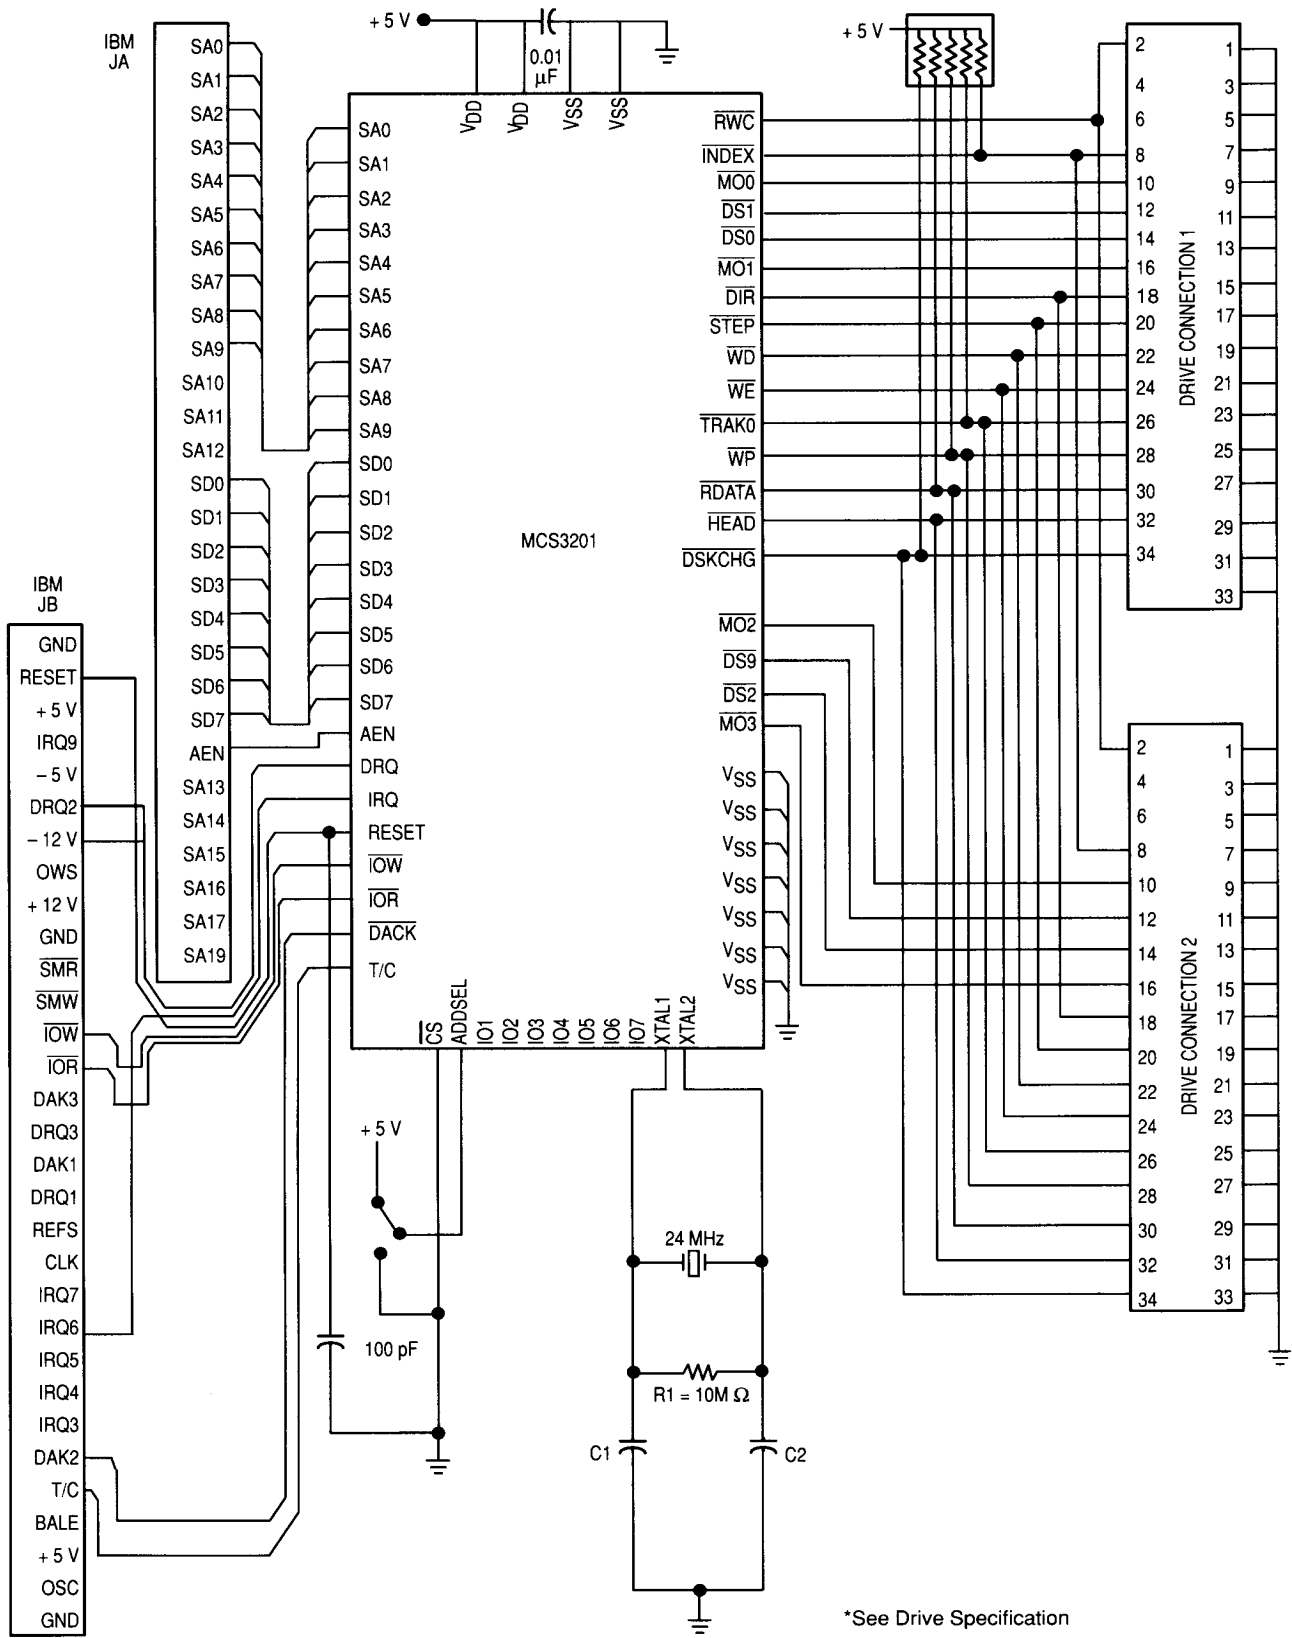 IBM
JA
SA0
SA1
SA2
SA3
SA4
SA5
SA6
SA7
SA8
SA9
SA10
SA11
SA12
SD0
SD1
SD2
SD3
SD4
SD5
SD6
SD7
AEN
SA13
SA14
SA15
SA16
SA17
SA19
IBM
JB
GND
RESET
+ 5 V
IRQ9
– 5 V
DRQ2
– 12 V
OWS
+ 12 V
GND
SMR
SMW
IOW
IOR
DAK3
DRQ3
DAK1
DRQ1
REFS
CLK
IRQ7
IRQ6
IRQ5
IRQ4
IRQ3
DAK2
T/C
BALE
+ 5 V
OSC
GND
+ 5 V
0.01
µF
VDD
VDD
VSS
VSS
SA0
SA1
SA2
SA3
SA4
SA5
SA6
SA7
SA8
SA9
SD0
SD1
SD2
SD3
SD4
SD5
SD6
SD7
AEN
DRQ
IRQ
RESET
IOW
IOR
DACK
T/C
MCS3201
CS
ADDSEL
IO1
IO2
IO3
IO4
IO5
IO6
IO7
XTAL1
XTAL2
RWC
INDEX
MO0
DS1
DS0
MO1
DIR
STEP
WD
WE
TRAK0
WP
RDATA
HEAD
DSKCHG
MO2
DS9
DS2
MO3
VSS
VSS
VSS
VSS
VSS
VSS
VSS
+ 5 V
100 pF
24 MHz
R1 = 10M Ω
C1
C2
+ 5 V
2
4
6
8
10
12
14
16
18
20
22
24
26
28
30
32
34
DRIVE CONNECTION 1
1
3
5
7
9
11
13
15
17
19
21
23
25
27
29
31
33
2
4
6
8
10
12
14
16
18
20
22
24
26
28
30
32
34
DRIVE CONNECTION 2
1
3
5
7
9
11
13
15
17
19
21
23
25
27
29
31
33
*See Drive Specification